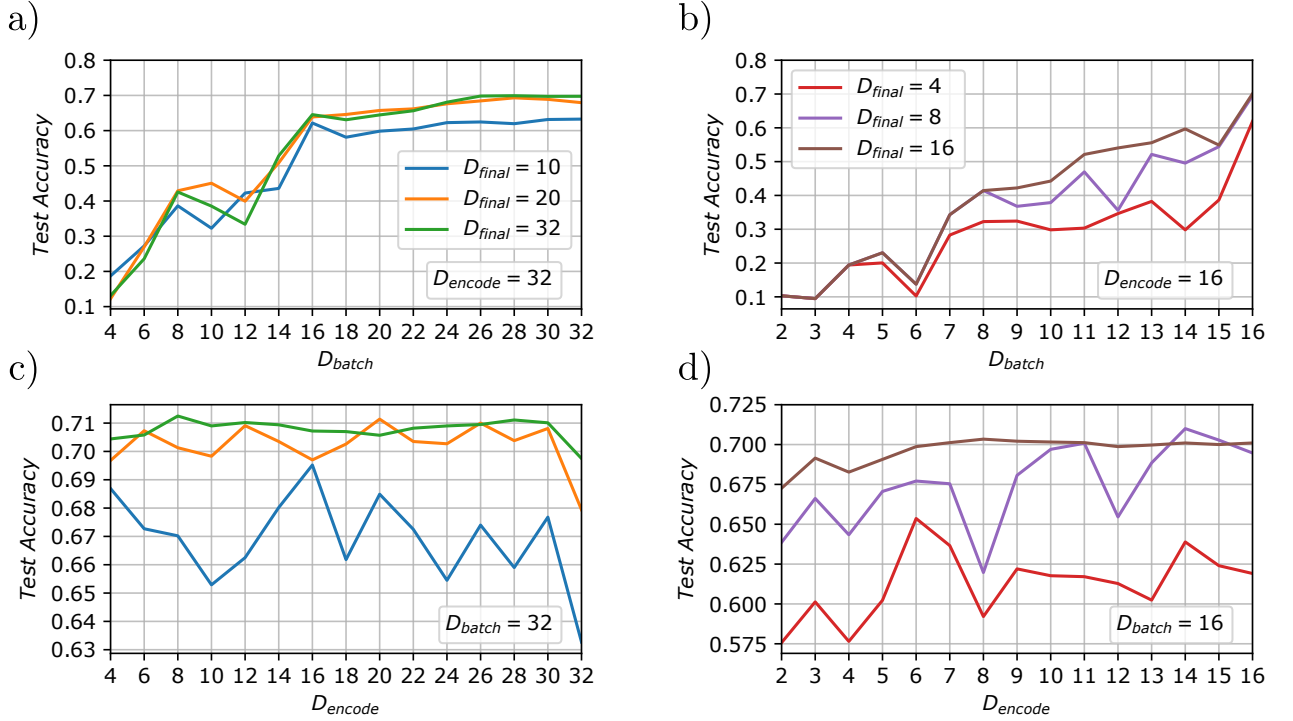 a)
0.8
0.7
0.6
0.5
0.4
0.3
0.2
0.1
Test Accuracy
D_final = 10
D_final = 20
D_final = 32
D_encode = 32
4 6 8 10 12 14 16 18 20 22 24 26 28 30 32
D_batch
b)
0.8
0.7
0.6
0.5
0.4
0.3
0.2
0.1
Test Accuracy
D_final = 4
D_final = 8
D_final = 16
D_encode = 16
2 3 4 5 6 7 8 9 10 11 12 13 14 15 16
D_batch
c)
0.71
0.70
0.69
0.68
0.67
0.66
0.65
0.64
0.63
Test Accuracy
D_batch = 32
4 6 8 10 12 14 16 18 20 22 24 26 28 30 32
D_encode
d)
0.725
0.700
0.675
0.650
0.625
0.600
0.575
Test Accuracy
D_batch = 16
2 3 4 5 6 7 8 9 10 11 12 13 14 15 16
D_encode